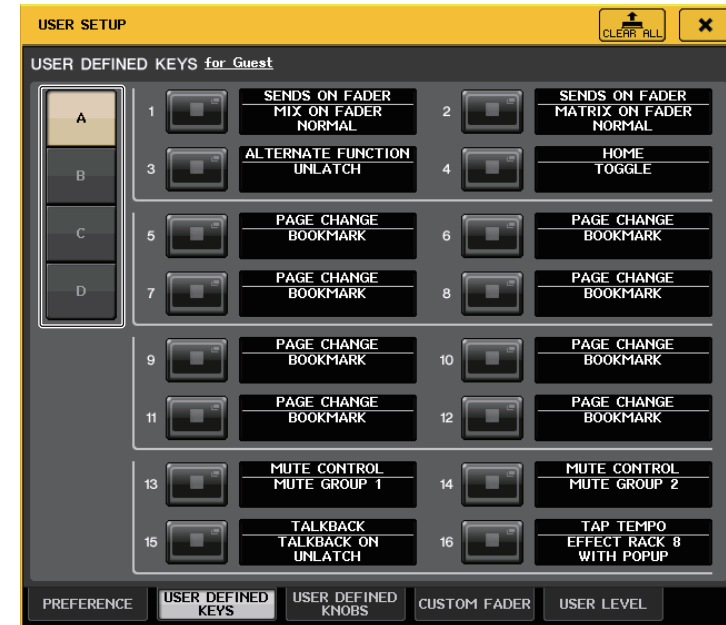 USER SETUP
CLEAR ALL
USER DEFINED KEYS for Guest
A
B
C
D
1
SENDS ON FADER
MIX ON FADER
NORMAL
2
SENDS ON FADER
MATRIX ON FADER
NORMAL
3
ALTERNATE FUNCTION
UNLATCH
4
HOME
TOGGLE
5
PAGE CHANGE
BOOKMARK
6
PAGE CHANGE
BOOKMARK
7
PAGE CHANGE
BOOKMARK
8
PAGE CHANGE
BOOKMARK
9
PAGE CHANGE
BOOKMARK
10
PAGE CHANGE
BOOKMARK
11
PAGE CHANGE
BOOKMARK
12
PAGE CHANGE
BOOKMARK
13
MUTE CONTROL
MUTE GROUP 1
14
MUTE CONTROL
MUTE GROUP 2
15
TALKBACK
TALKBACK ON
UNLATCH
16
TAP TEMPO
EFFECT RACK 8
WITH POPUP
PREFERENCE
USER DEFINED
KEYS
USER DEFINED
KNOBS
CUSTOM FADER
USER LEVEL